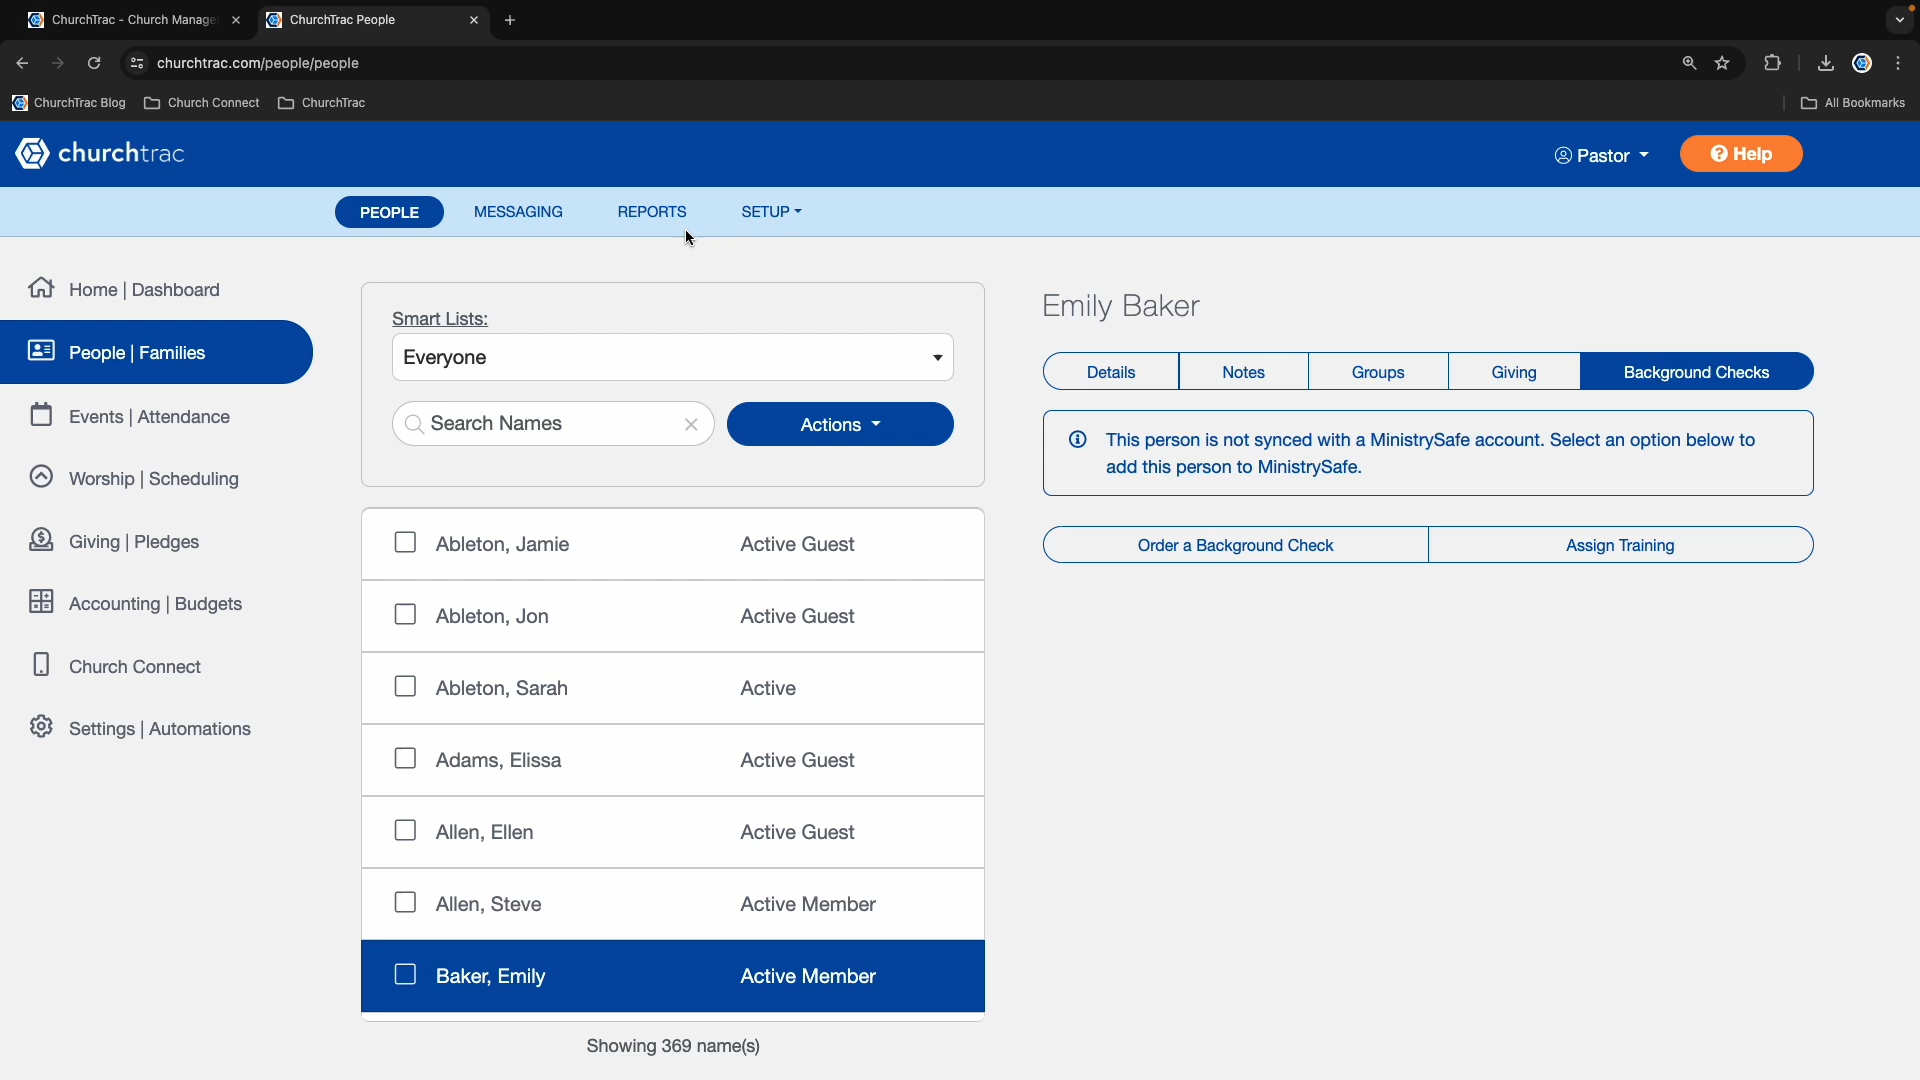 ChurchTrac - Church Manage
ChurchTrac People
churchtrac.com/people/people
ChurchTrac Blog
Church Connect
ChurchTrac
All Bookmarks
churchtrac
Pastor
Help
PEOPLE
MESSAGING
REPORTS
SETUP
Home | Dashboard
People | Families
Events | Attendance
Worship | Scheduling
Giving | Pledges
Accounting | Budgets
Church Connect
Settings | Automations
Smart Lists:
Everyone
Search Names
Actions
Ableton, Jamie Active Guest
Ableton, Jon Active Guest
Ableton, Sarah Active
Adams, Elissa Active Guest
Allen, Ellen Active Guest
Allen, Steve Active Member
Baker, Emily Active Member
Showing 369 name(s)
Emily Baker
Details
Notes
Groups
Giving
Background Checks
This person is not synced with a MinistrySafe account. Select an option below to
add this person to MinistrySafe.
Order a Background Check
Assign Training